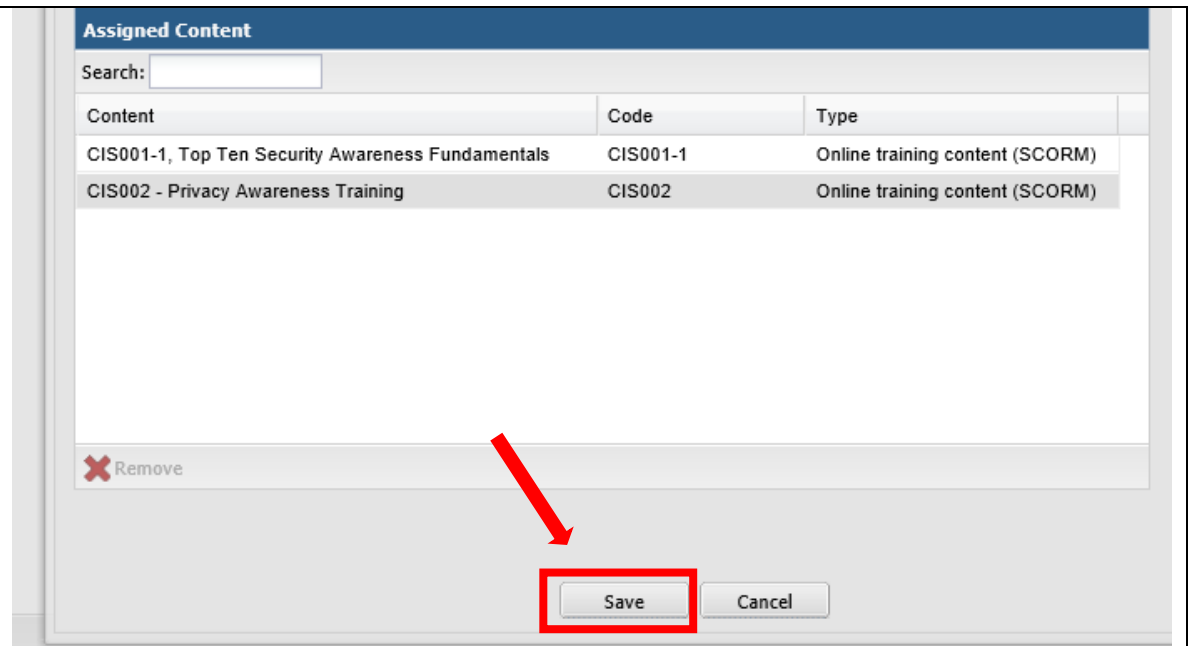 Assigned Content
Search:
Content Code Type
CIS001-1, Top Ten Security Awareness Fundamentals CIS001-1 Online training content (SCORM)
CIS002 - Privacy Awareness Training CIS002 Online training content (SCORM)
Remove
Save Cancel